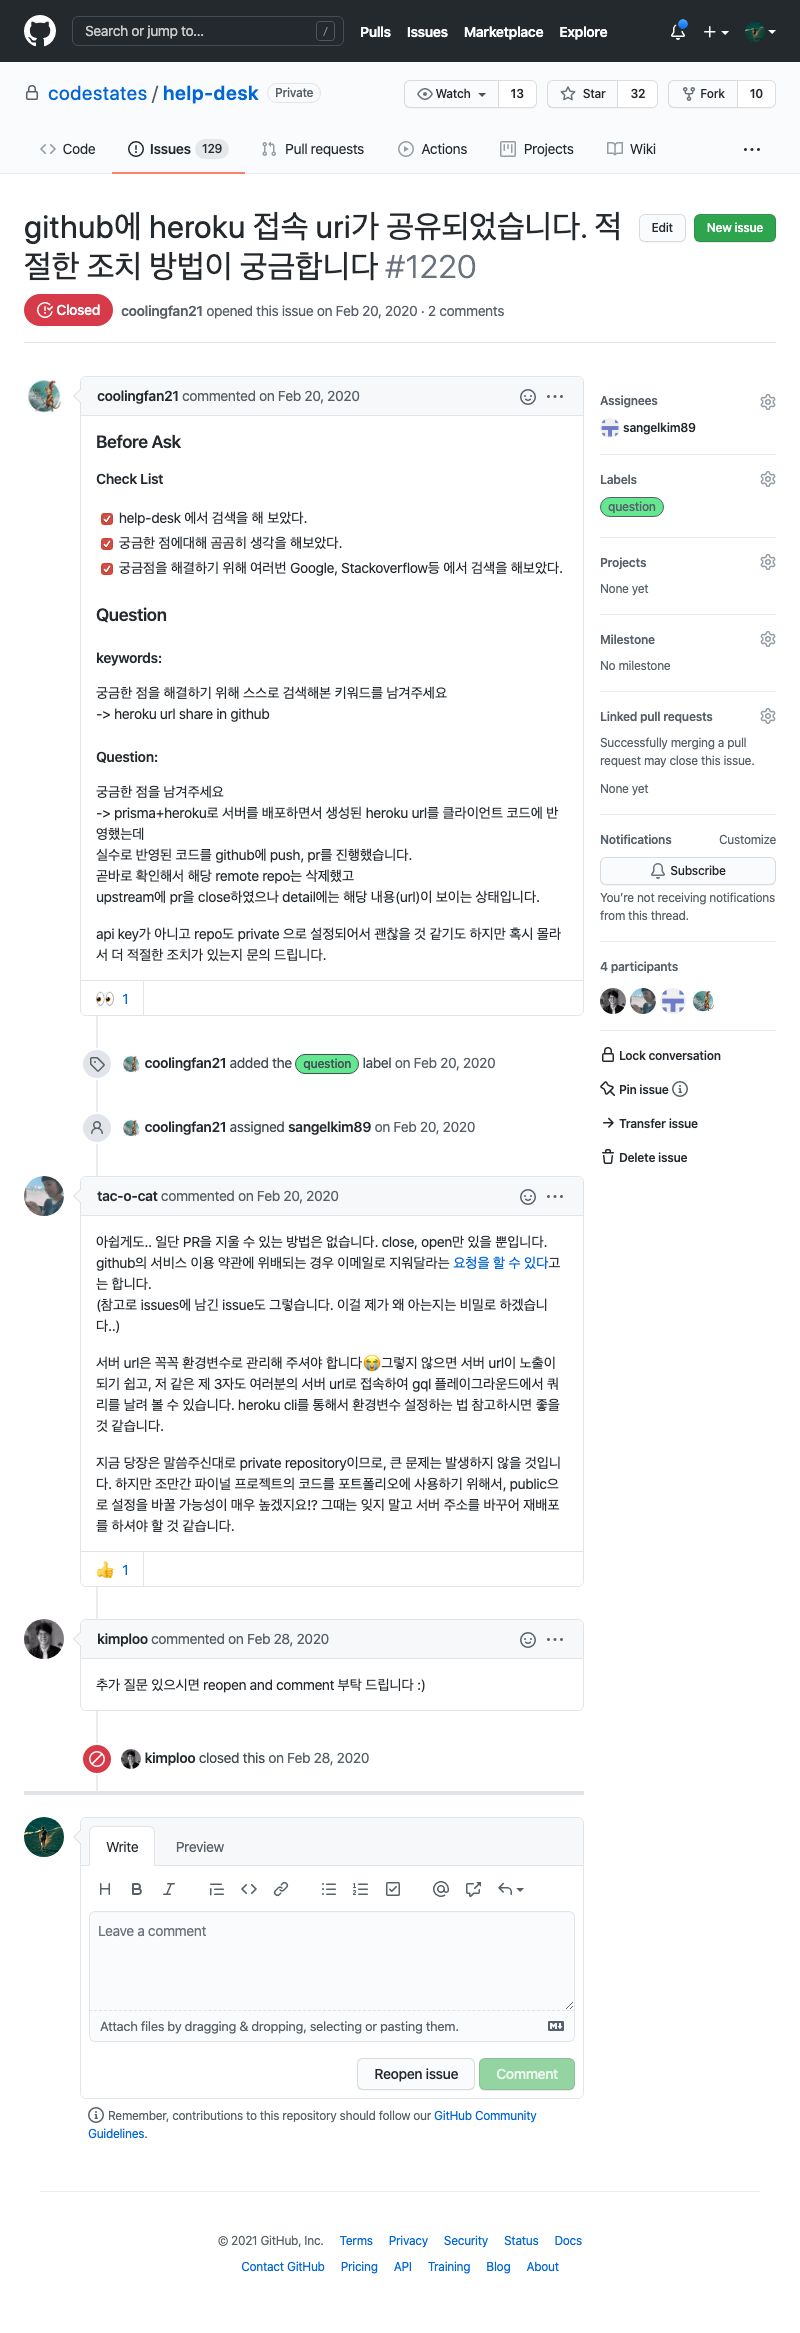 Search or jump to... /
Pulls Issues Marketplace Explore
codestates / help-desk Private
Watch 13 Star 32 Fork 10
Code Issues 129 Pull requests Actions Projects Wiki ...
github에 heroku 접속 uri가 공유되었습니다. 적
절한 조치 방법이 궁금합니다 #1220
Edit New issue
Closed coolingfan21 opened this issue on Feb 20, 2020 · 2 comments
coolingfan21 commented on Feb 20, 2020
Before Ask
Check List
help-desk 에서 검색을 해 보았다.
궁금한 점에대해 곰곰히 생각을 해보았다.
궁금점을 해결하기 위해 여러번 Google, Stackoverflow등 에서 검색을 해보았다.
Question
keywords:
궁금한 점을 해결하기 위해 스스로 검색해본 키워드를 남겨주세요
-> heroku url share in github
Question:
궁금한 점을 남겨주세요
-> prisma+heroku로 서버를 배포하면서 생성된 heroku url를 클라이언트 코드에 반
영했는데
실수로 반영된 코드를 github에 push, pr를 진행했습니다.
곧바로 확인해서 해당 remote repo는 삭제했고
upstream에 pr을 close하였으나 detail에는 해당 내용(url)이 보이는 상태입니다.
api key가 아니고 repo도 private 으로 설정되어서 괜찮을 것 같기도 하지만 혹시 몰라
서 더 적절한 조치가 있는지 문의 드립니다.
1
coolingfan21 added the question label on Feb 20, 2020
coolingfan21 assigned sangelkim89 on Feb 20, 2020
tac-o-cat commented on Feb 20, 2020
아쉽게도.. 일단 PR을 지울 수 있는 방법은 없습니다. close, open만 있을 뿐입니다.
github의 서비스 이용 약관에 위배되는 경우 이메일로 지워달라는 요청을 할 수 있다고
는 합니다.
(참고로 issues에 남긴 issue도 그렇습니다. 이걸 제가 왜 아는지는 비밀로 하겠습니
다..)
서버 url은 꼭꼭 환경변수로 관리해 주셔야 합니다😭그렇지 않으면 서버 url이 노출이
되기 쉽고, 저 같은 제 3자도 여러분의 서버 url로 접속하여 gql 플레이그라운드에서 쿼
리를 날려 볼 수 있습니다. heroku cli를 통해서 환경변수 설정하는 법 참고하시면 좋을
것 같습니다.
지금 당장은 말씀주신대로 private repository이므로, 큰 문제는 발생하지 않을 것입니
다. 하지만 조만간 파이널 프로젝트의 코드를 포트폴리오에 사용하기 위해서, public으
로 설정을 바꿀 가능성이 매우 높겠지요!? 그때는 잊지 말고 서버 주소를 바꾸어 재배포
를 하셔야 할 것 같습니다.
1
kimploo commented on Feb 28, 2020
추가 질문 있으시면 reopen and comment 부탁 드립니다 :)
kimploo closed this on Feb 28, 2020
Write Preview
Leave a comment
Attach files by dragging & dropping, selecting or pasting them.
Reopen issue Comment
Remember, contributions to this repository should follow our GitHub Community
Guidelines.
Assignees
sangelkim89
Labels
question
Projects
None yet
Milestone
No milestone
Linked pull requests
Successfully merging a pull
request may close this issue.
None yet
Notifications Customize
Subscribe
You're not receiving notifications
from this thread.
4 participants
Lock conversation
Pin issue
Transfer issue
Delete issue
© 2021 GitHub, Inc. Terms Privacy Security Status Docs
Contact GitHub Pricing API Training Blog About